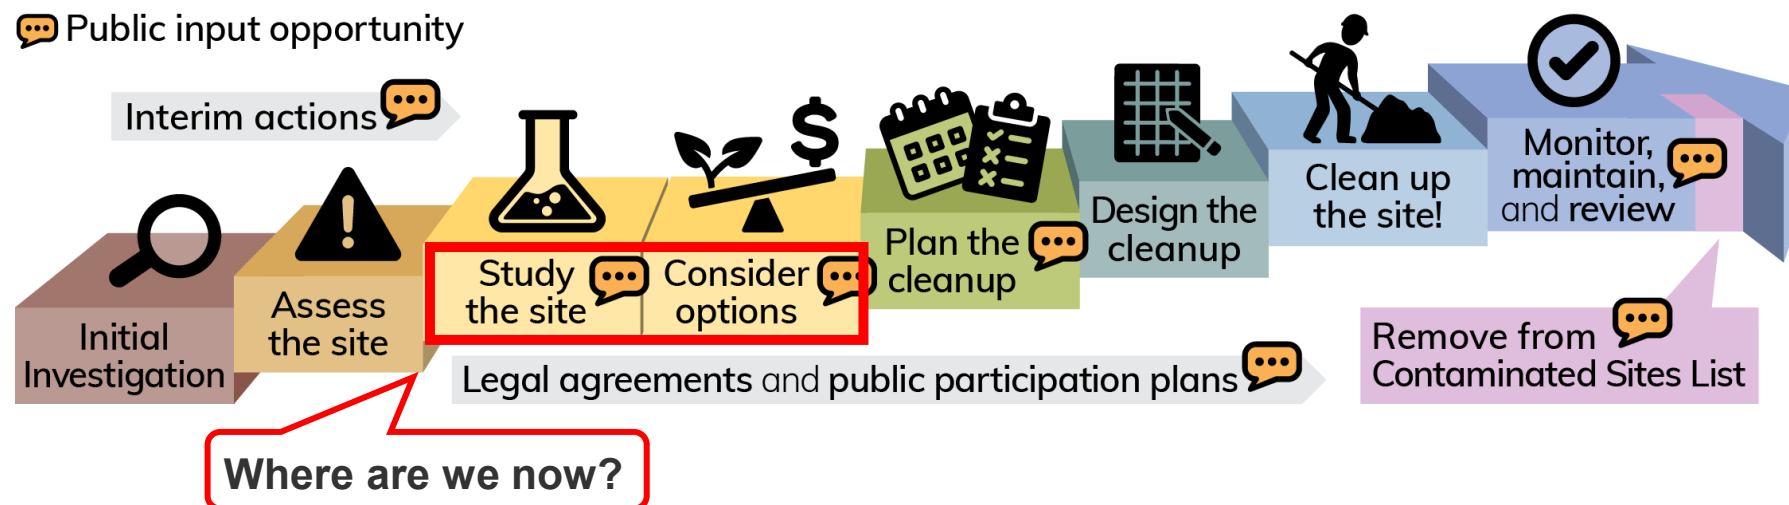 Public input opportunity
Interim actions
Initial
Investigation
Assess
the site
Study
the site
Consider
options
Plan the
cleanup
Design the
cleanup
Clean up
the site!
Monitor,
maintain,
and review
Legal agreements and public participation plans
Remove from
Contaminated Sites List
Where are we now?